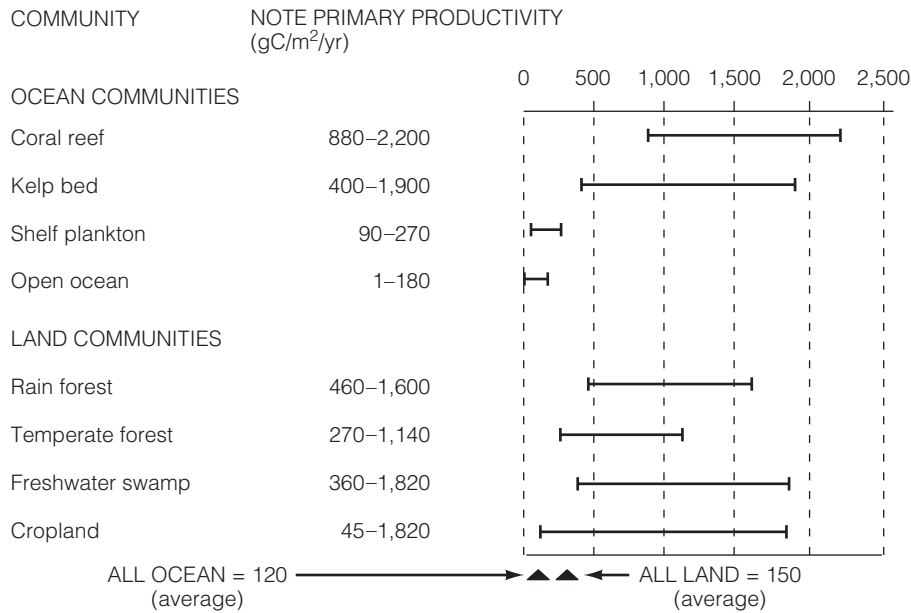 COMMUNITY NOTE PRIMARY PRODUCTIVITY
(gC/m²/yr)
0 500 1,000 1,500 2,000 2,500
OCEAN COMMUNITIES
Coral reef 880–2,200
Kelp bed 400–1,900
Shelf plankton 90–270
Open ocean 1–180
LAND COMMUNITIES
Rain forest 460–1,600
Temperate forest 270–1,140
Freshwater swamp 360–1,820
Cropland 45–1,820
ALL OCEAN = 120 ALL LAND = 150
(average) (average)